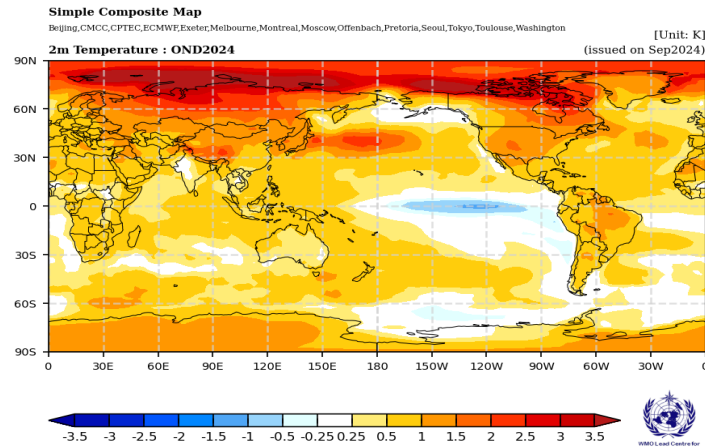 Simple Composite Map
Beijing,CMCC,CPTEC,ECMWF,Exeter,Melbourne,Montreal,Moscow,Offenbach,Pretoria,Seoul,Tokyo,Toulouse,Washington
[Unit: K]
2m Temperature : OND2024
(issued on Sep2024)
90N
60N
30N
0
30S
60S
90S
0 30E 60E 90E 120E 150E 180 150W 120W 90W 60W 30W 0
-3.5 -3 -2.5 -2 -1.5 -1 -0.5 -0.25 0.25 0.5 1 1.5 2 2.5 3 3.5
WMO Lead Centre for